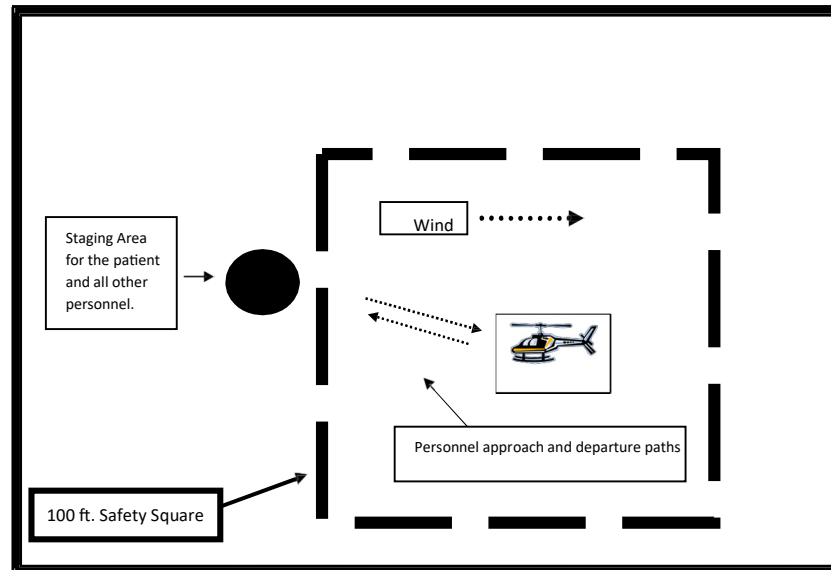 Wind
Staging Area
for the patient
and all other
personnel.
Personnel approach and departure paths
100 ft. Safety Square